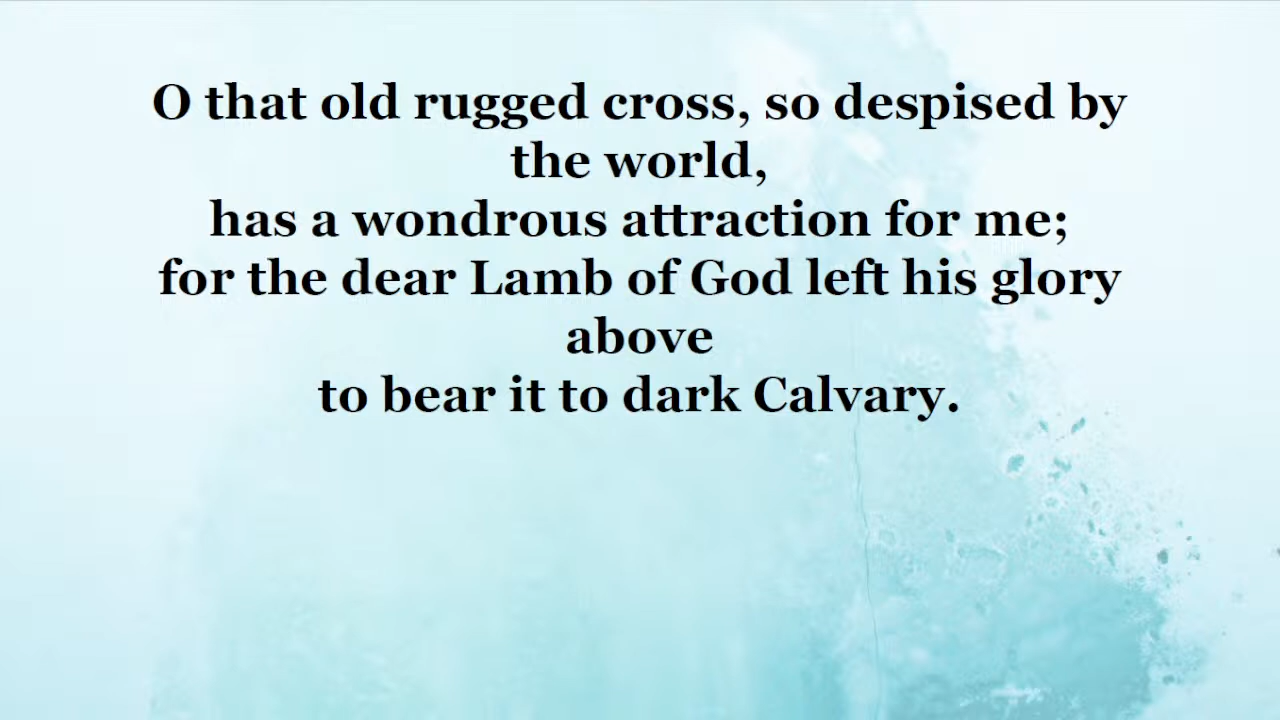 O that old rugged cross, so despised by
the world,
has a wondrous attraction for me;
for the dear Lamb of God left his glory
above
to bear it to dark Calvary.